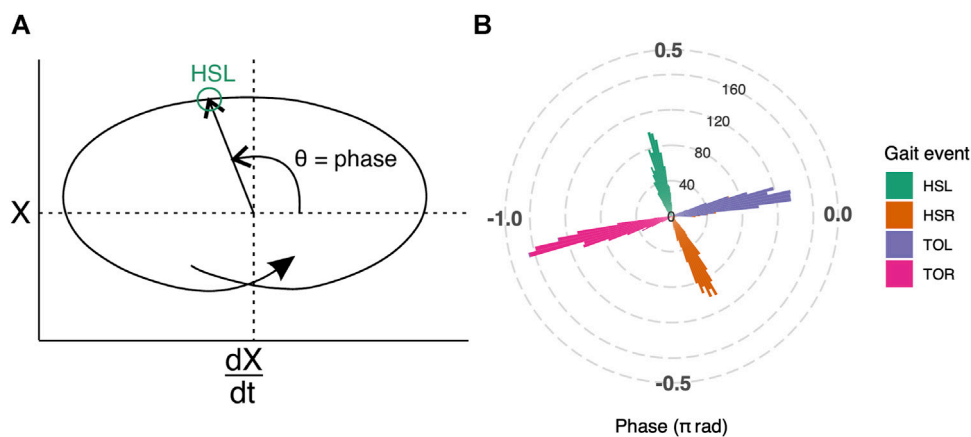 A
HSL
θ = phase
X
dX
dt
B
0.5
160
120
80
40
0
-1.0
0.0
-0.5
Phase (π rad)
Gait event
HSL
HSR
TOL
TOR